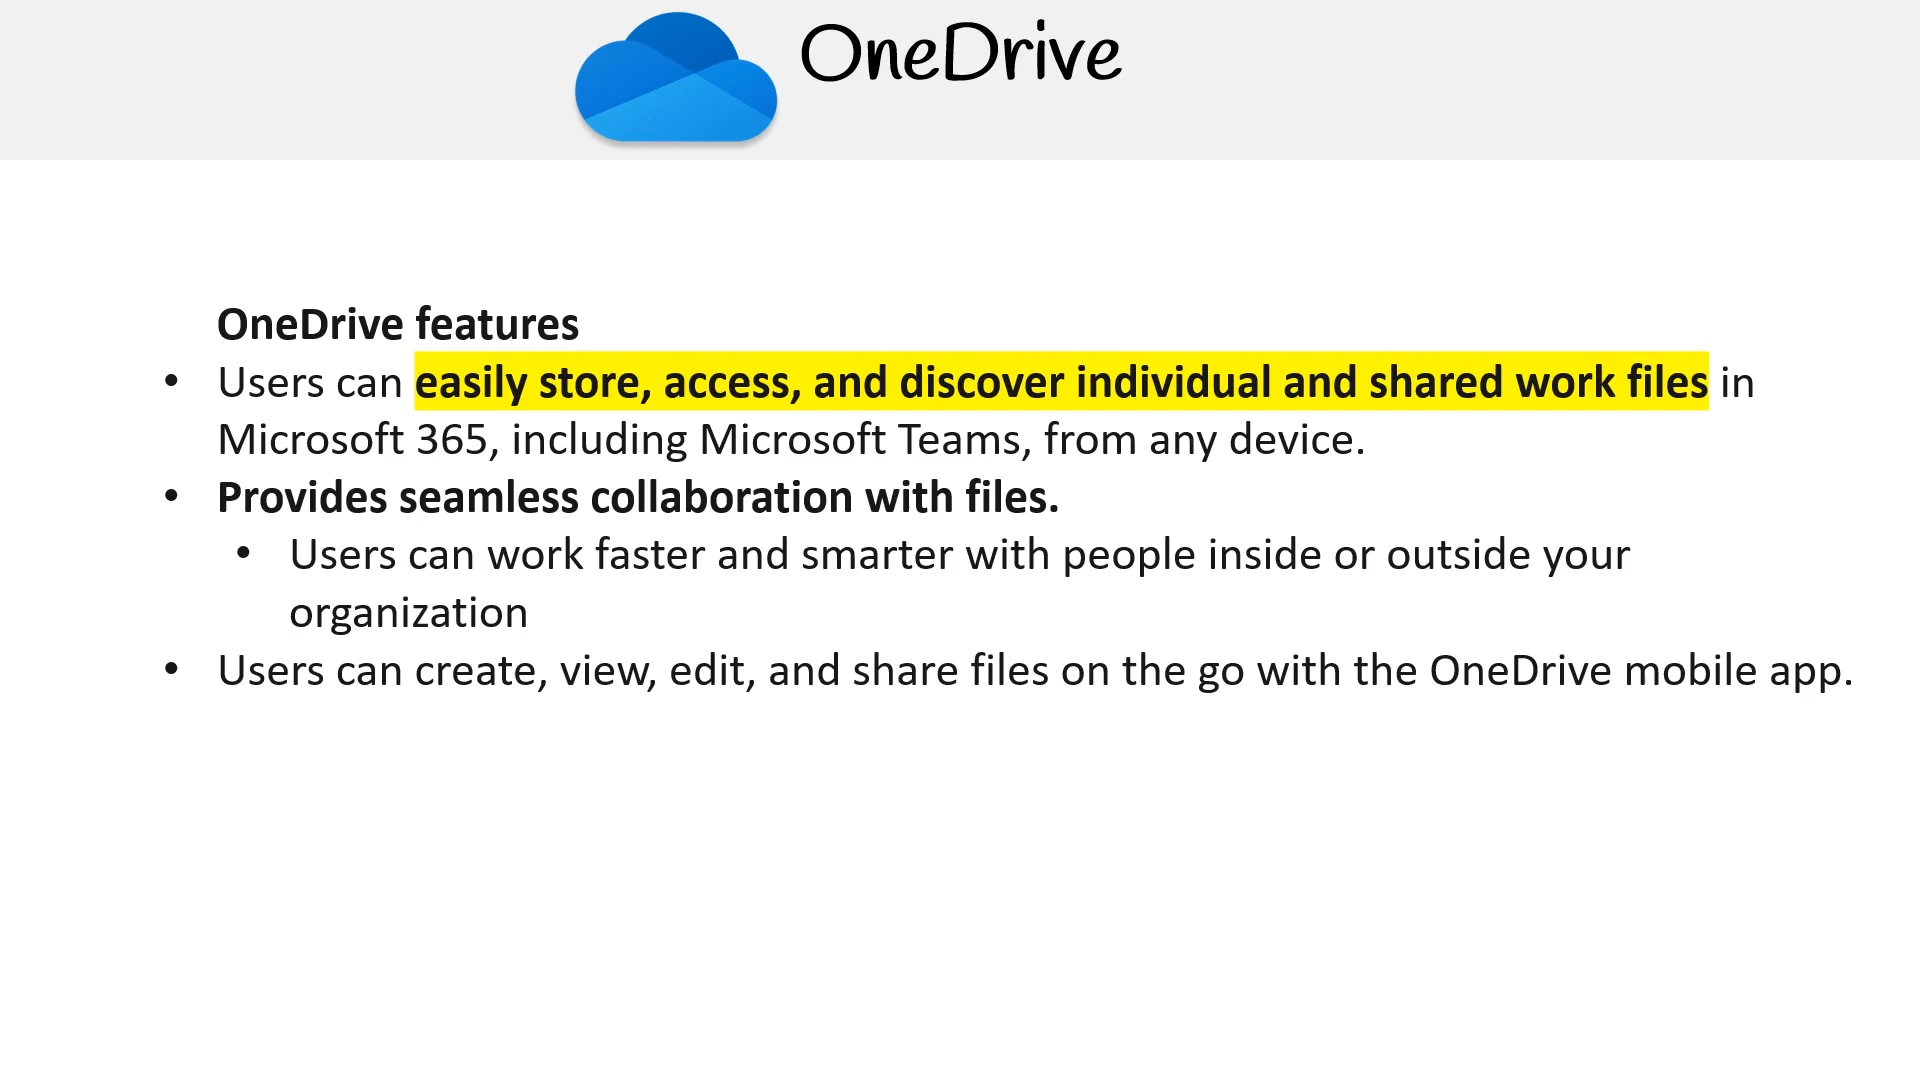 OneDrive
OneDrive features
• Users can easily store, access, and discover individual and shared work files in
Microsoft 365, including Microsoft Teams, from any device.
• Provides seamless collaboration with files.
• Users can work faster and smarter with people inside or outside your
organization
• Users can create, view, edit, and share files on the go with the OneDrive mobile app.